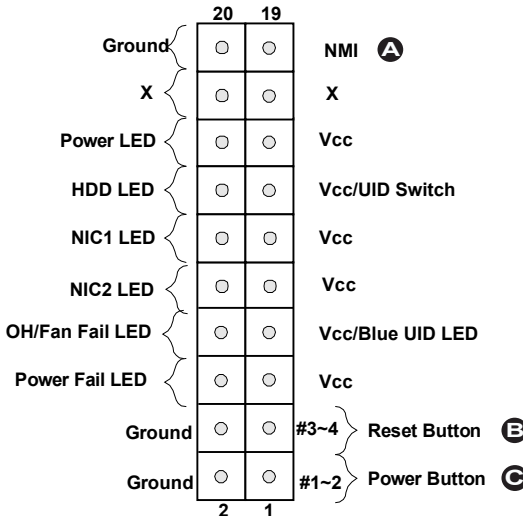 20 19
Ground NMI A
X X
Power LED Vcc
HDD LED Vcc/UID Switch
NIC1 LED Vcc
NIC2 LED Vcc
OH/Fan Fail LED Vcc/Blue UID LED
Power Fail LED Vcc
Ground #3~4 Reset Button B
Ground #1~2 Power Button C
2 1